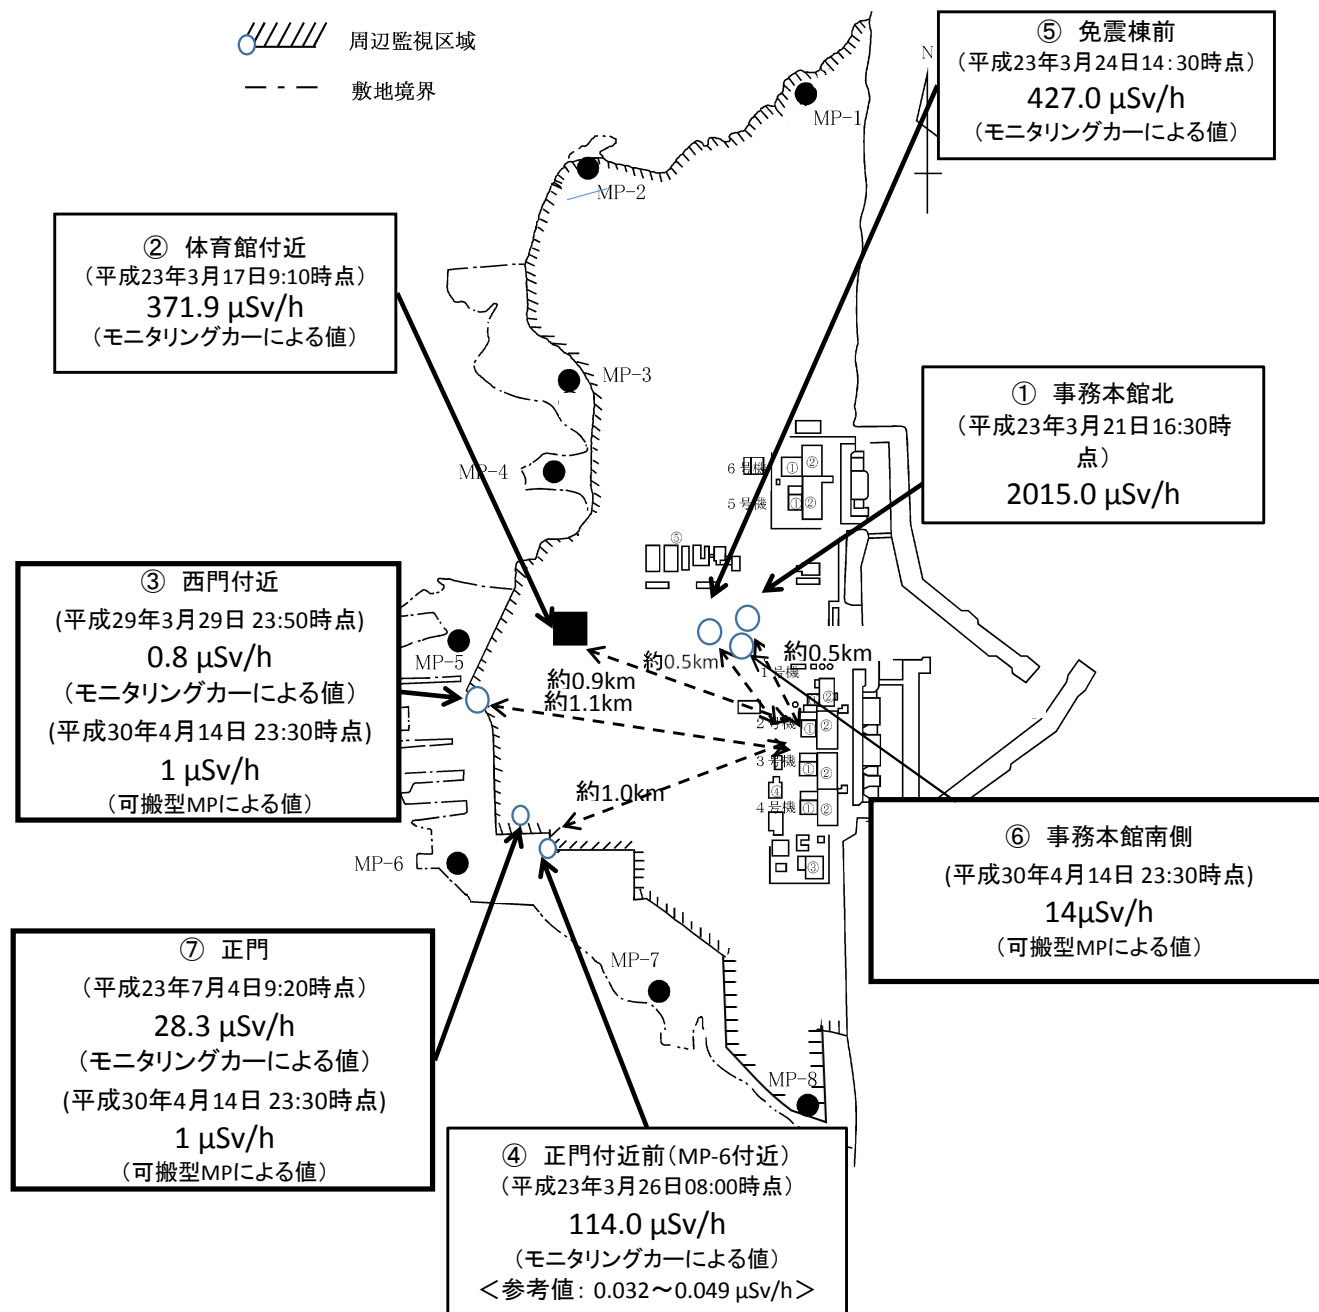 周辺監視区域
敷地境界
⑤ 免震棟前
(平成23年3月24日14:30時点)
427.0 μSv/h
(モニタリングカーによる値)
N
MP-1
MP-2
② 体育館付近
(平成23年3月17日9:10時点)
371.9 μSv/h
(モニタリングカーによる値)
MP-3
① 事務本館北
(平成23年3月21日16:30時
点)
2015.0 μSv/h
MP-4
6号機
① ②
5号機
① ②
⑤
③ 西門付近
(平成29年3月29日 23:50時点)
0.8 μSv/h
(モニタリングカーによる値)
(平成30年4月14日 23:30時点)
1 μSv/h
(可搬型MPによる値)
MP-5
約0.9km
約1.1km
約0.5km
約0.5km
1号機
②
2号機
① ②
3号機
① ②
④
4号機
① ②
③
約1.0km
MP-6
⑥ 事務本館南側
(平成30年4月14日 23:30時点)
14μSv/h
(可搬型MPによる値)
⑦ 正門
(平成23年7月4日9:20時点)
28.3 μSv/h
(モニタリングカーによる値)
(平成30年4月14日 23:30時点)
1 μSv/h
(可搬型MPによる値)
MP-7
MP-8
④ 正門付近前(MP-6付近)
(平成23年3月26日08:00時点)
114.0 μSv/h
(モニタリングカーによる値)
<参考値: 0.032～0.049 μSv/h>